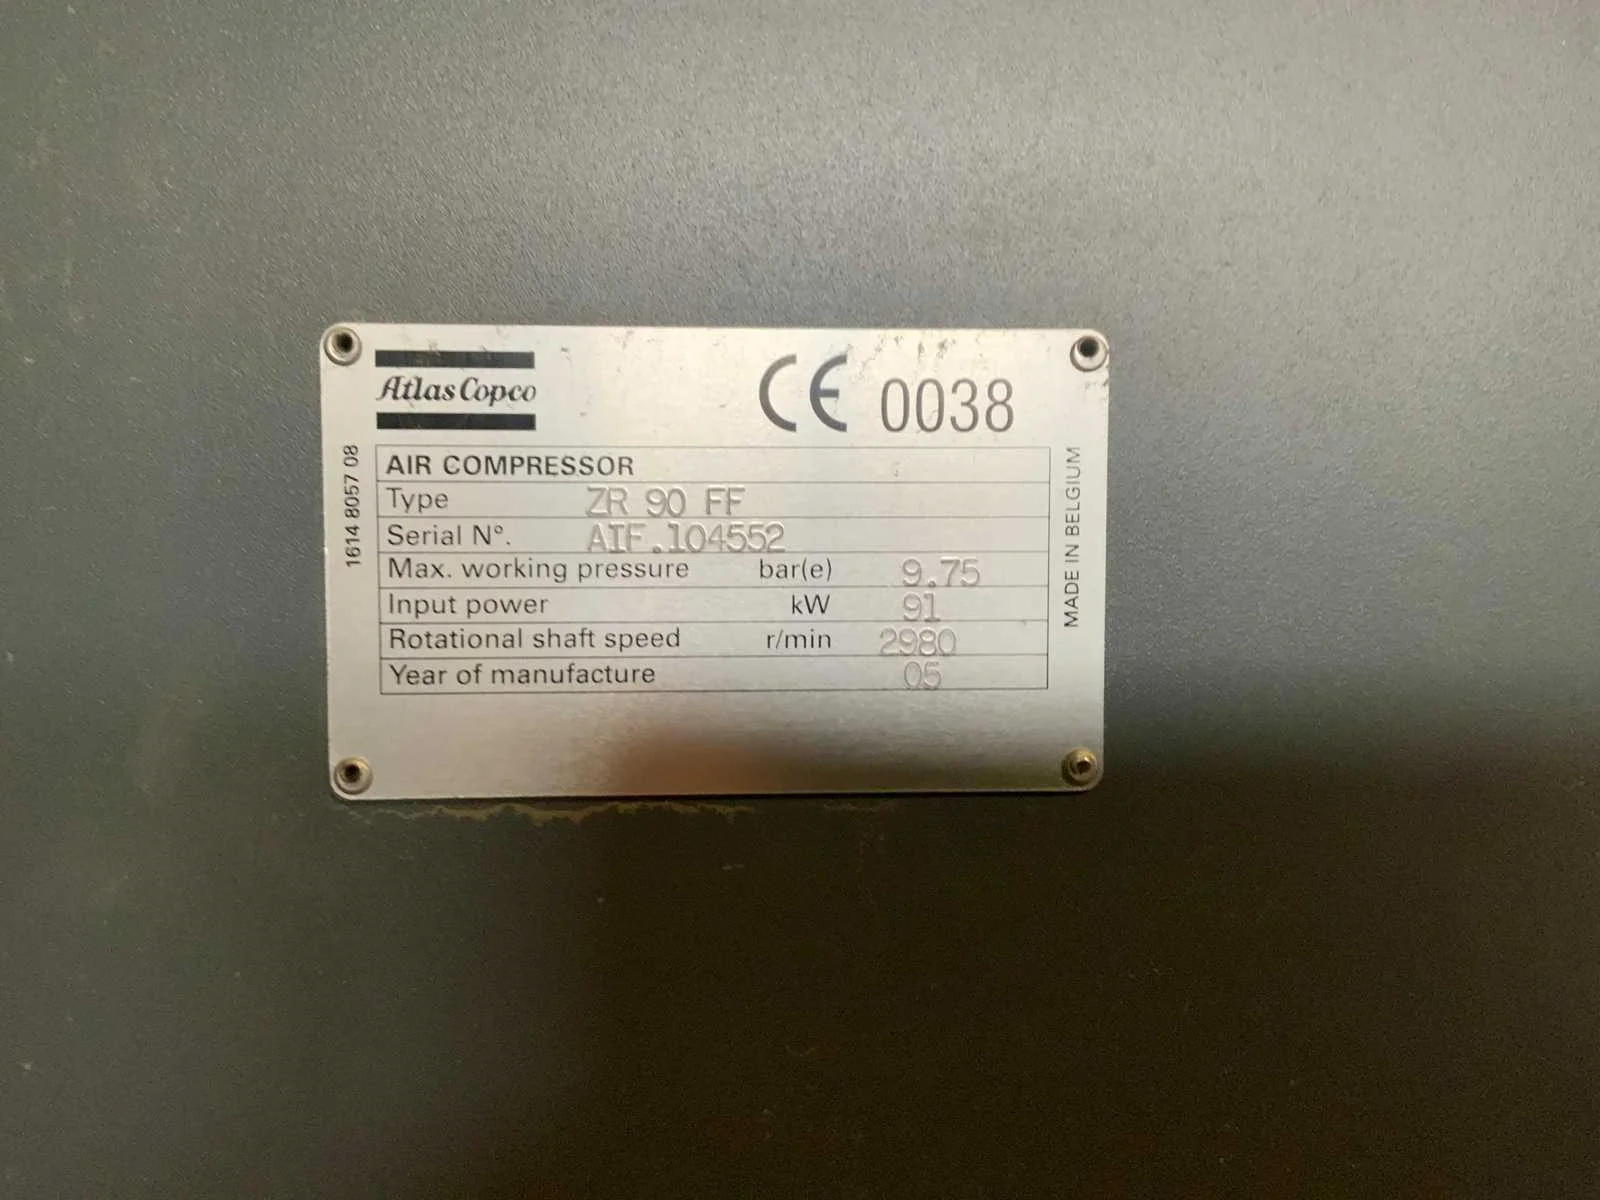 Atlas Copco
CE 0038
AIR COMPRESSOR
Type ZR 90 FF
Serial Nº. AIF.104552
Max. working pressure bar(e) 9.75
Input power kW 91
Rotational shaft speed r/min 2980
Year of manufacture 05
1614 8057 08
MADE IN BELGIUM